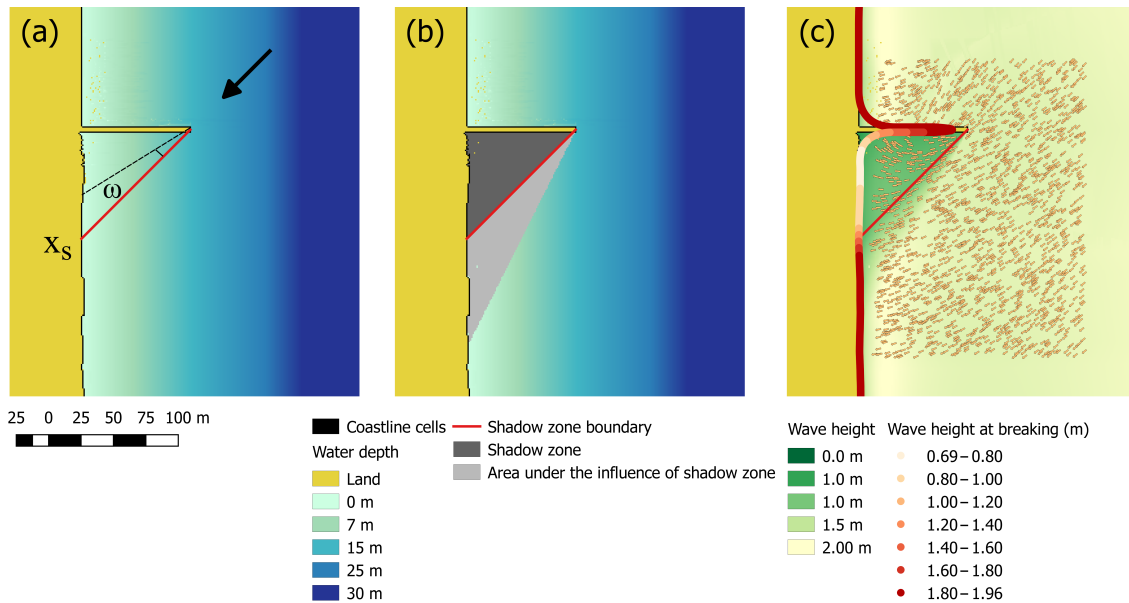 (a)
(b)
(c)
ω
xS
25 0 25 50 75 100 m
Coastline cells
Water depth
Land
0 m
7 m
15 m
25 m
30 m
Shadow zone boundary
Shadow zone
Area under the influence of shadow zone
Wave height
0.0 m
1.0 m
1.0 m
1.5 m
2.00 m
Wave height at breaking (m)
0.69 – 0.80
0.80 – 1.00
1.00 – 1.20
1.20 – 1.40
1.40 – 1.60
1.60 – 1.80
1.80 – 1.96